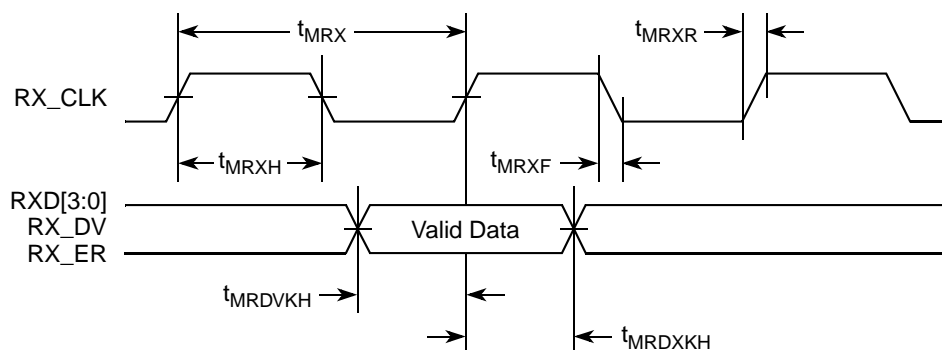 tMRX
tMRXR
RX_CLK
tMRXH
tMRXF
RXD[3:0]
RX_DV
RX_ER
Valid Data
tMRDVKH
tMRDXKH